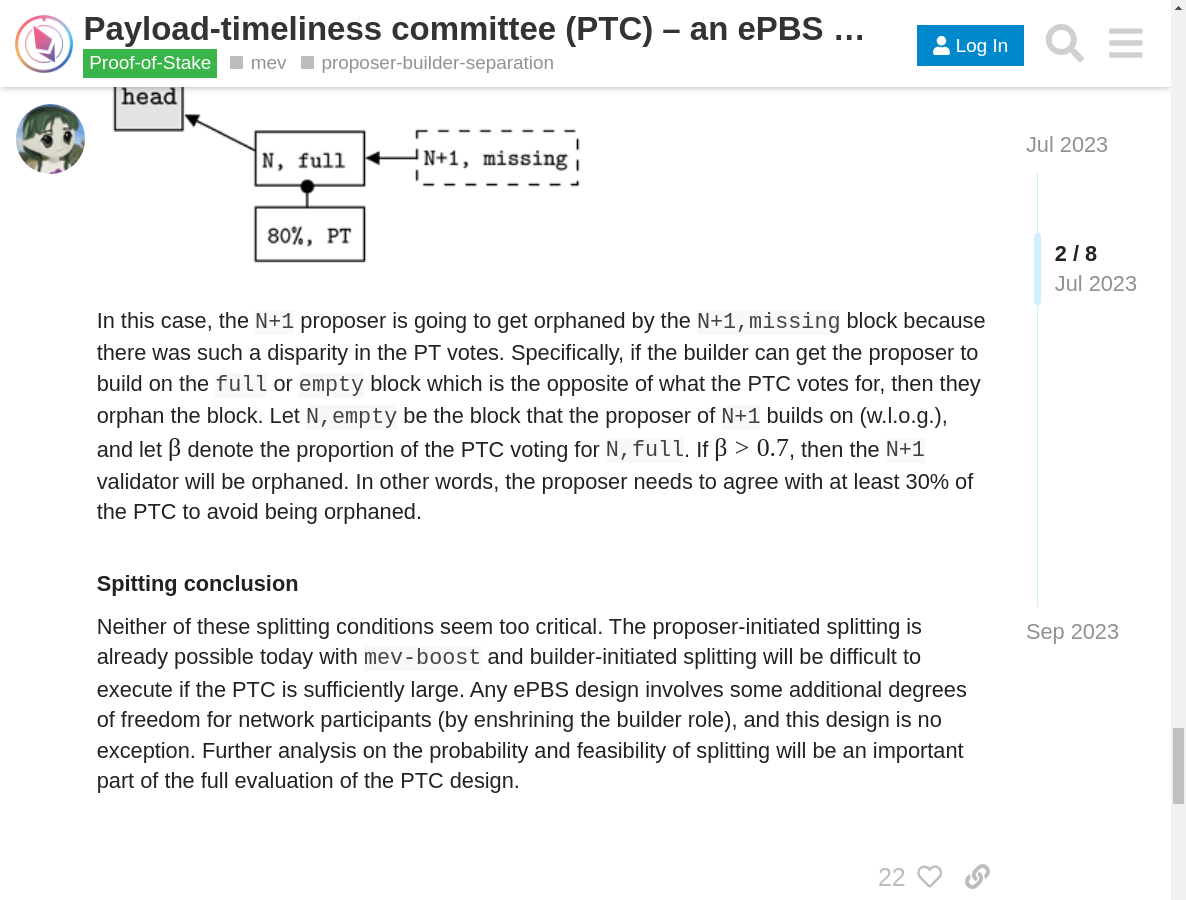 Payload-timeliness committee (PTC) – an ePBS …
Proof-of-Stake mev proposer-builder-separation
Log In
head
N, full
N+1, missing
80%, PT
Jul 2023
2 / 8
Jul 2023
Sep 2023
In this case, the N+1 proposer is going to get orphaned by the N+1,missing block because
there was such a disparity in the PT votes. Specifically, if the builder can get the proposer to
build on the full or empty block which is the opposite of what the PTC votes for, then they
orphan the block. Let N,empty be the block that the proposer of N+1 builds on (w.l.o.g.),
and let β denote the proportion of the PTC voting for N,full. If β > 0.7, then the N+1
validator will be orphaned. In other words, the proposer needs to agree with at least 30% of
the PTC to avoid being orphaned.
Spitting conclusion
Neither of these splitting conditions seem too critical. The proposer-initiated splitting is
already possible today with mev-boost and builder-initiated splitting will be difficult to
execute if the PTC is sufficiently large. Any ePBS design involves some additional degrees
of freedom for network participants (by enshrining the builder role), and this design is no
exception. Further analysis on the probability and feasibility of splitting will be an important
part of the full evaluation of the PTC design.
22